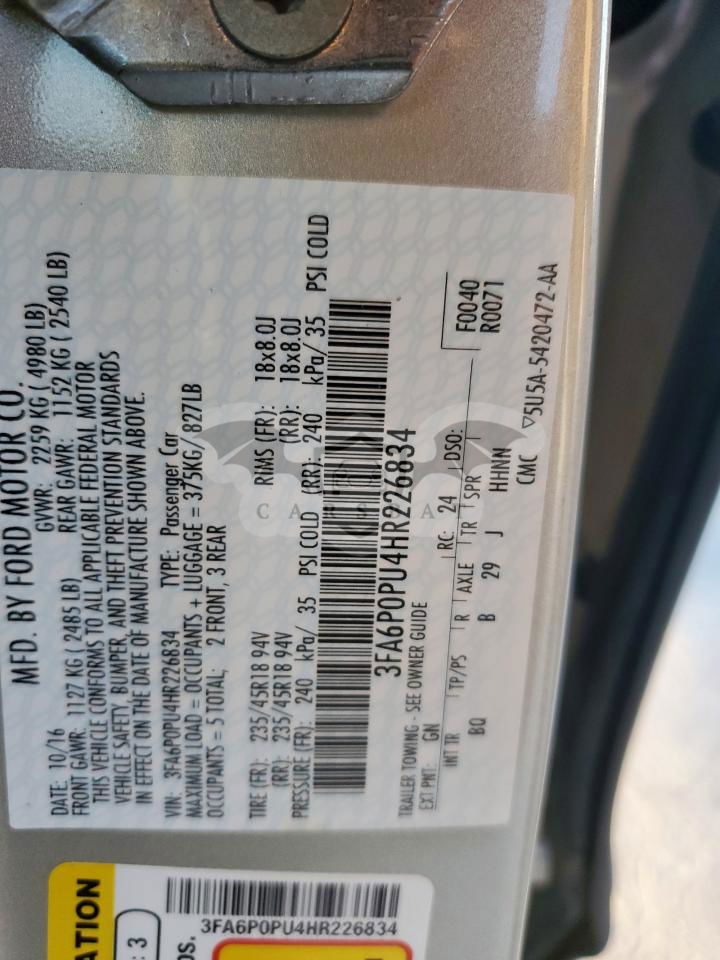 MFD. BY FORD MOTOR CO.
DATE: 10/16 GVWR: 2259 KG ( 4980 LB)
FRONT GAWR: 1127 KG ( 2485 LB) REAR GAWR: 1152 KG ( 2540 LB)
THIS VEHICLE CONFORMS TO ALL APPLICABLE FEDERAL MOTOR
VEHICLE SAFETY, BUMPER, AND THEFT PREVENTION STANDARDS
IN EFFECT ON THE DATE OF MANUFACTURE SHOWN ABOVE.
VIN: 3FA6P0PU4HR226834 TYPE: Passenger Car
MAXIMUM LOAD = OCCUPANTS + LUGGAGE = 375KG / 827LB
OCCUPANTS = 5 TOTAL; 2 FRONT, 3 REAR
TIRE (FR): 235/45R18 94V RIMS (FR): 18x8.0J
(RR): 235/45R18 94V (RR): 18x8.0J
PRESSURE (FR): 240 kPa/ 35 PSI COLD (RR): 240 kPa/ 35 PSI COLD
3FA6P0PU4HR226834
TRAILER TOWING - SEE OWNER GUIDE
EXT PNT: GN RC: 24 DSO: F0040
R0071
INT TR TP/PS R AXLE TR SPR
BQ B 29 J HHNN
CMC ▽5U5A-5420472-AA
CARS A
ATION
: 3
os.
3FA6P0PU4HR226834